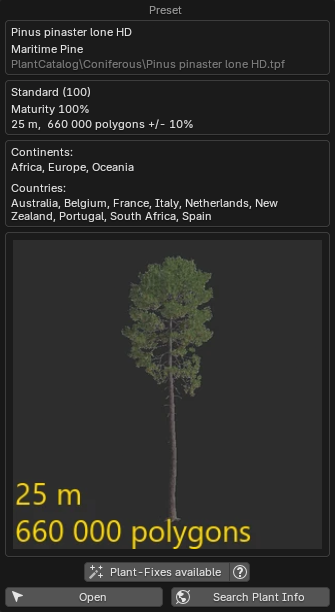 Preset
Pinus pinaster lone HD
Maritime Pine
PlantCatalog\Coniferous\Pinus pinaster lone HD.tpf
Standard (100)
Maturity 100%
25 m,  660 000 polygons +/- 10%
Continents:
Africa, Europe, Oceania
Countries:
Australia, Belgium, France, Italy, Netherlands, New
Zealand, Portugal, South Africa, Spain
25 m
660 000 polygons
Plant-Fixes available ?
Open
Search Plant Info